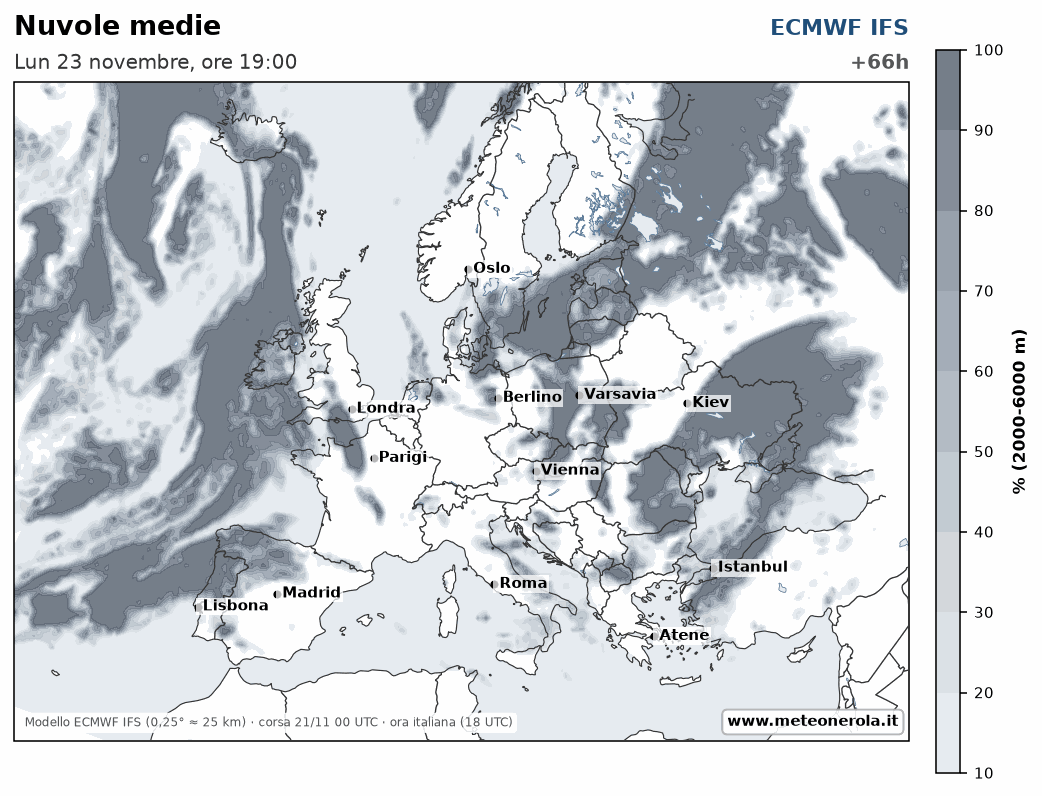 Nuvole medie
ECMWF IFS
Lun 23 novembre, ore 19:00
+66h
100
90
80
70
60
50
40
30
20
10
% (2000-6000 m)
Oslo
Berlino
Varsavia
Kiev
Londra
Parigi
Vienna
Istanbul
Roma
Madrid
Lisbona
Atene
Modello ECMWF IFS (0,25° ≈ 25 km) · corsa 21/11 00 UTC · ora italiana (18 UTC)
www.meteonerola.it